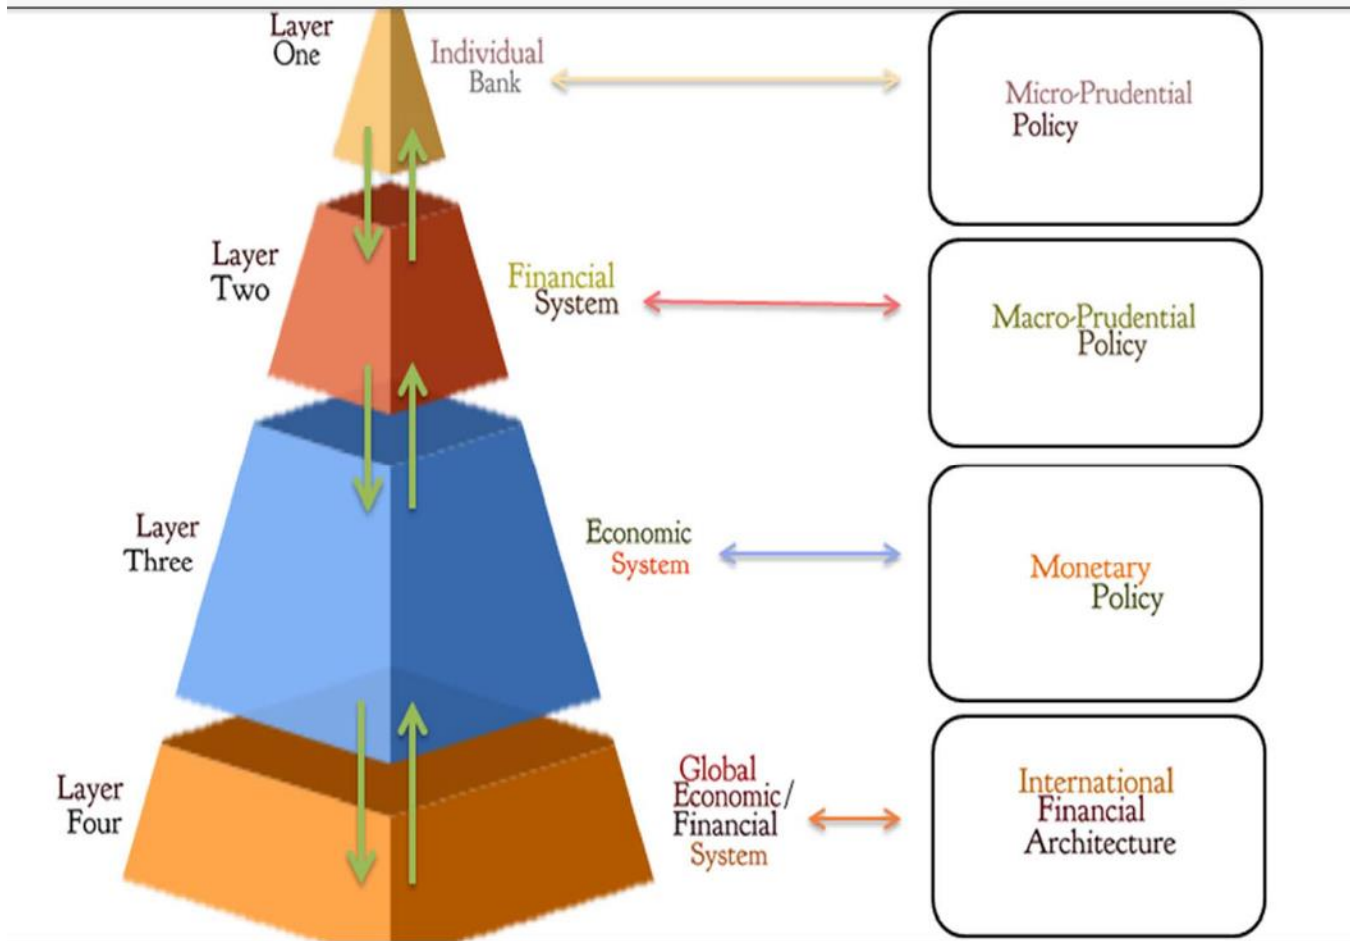 Layer
One
Individual
Bank
Micro-Prudential
Policy
Layer
Two
Financial
System
Macro-Prudential
Policy
Layer
Three
Economic
System
Monetary
Policy
Layer
Four
Global
Economic/
Financial
System
International
Financial
Architecture